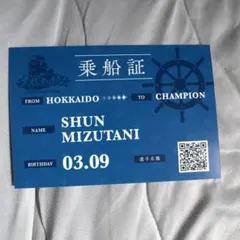 乗船証
FROM HOKKAIDO TO CHAMPION
NAME SHUN
MIZUTANI
BIRTHDAY 03.09